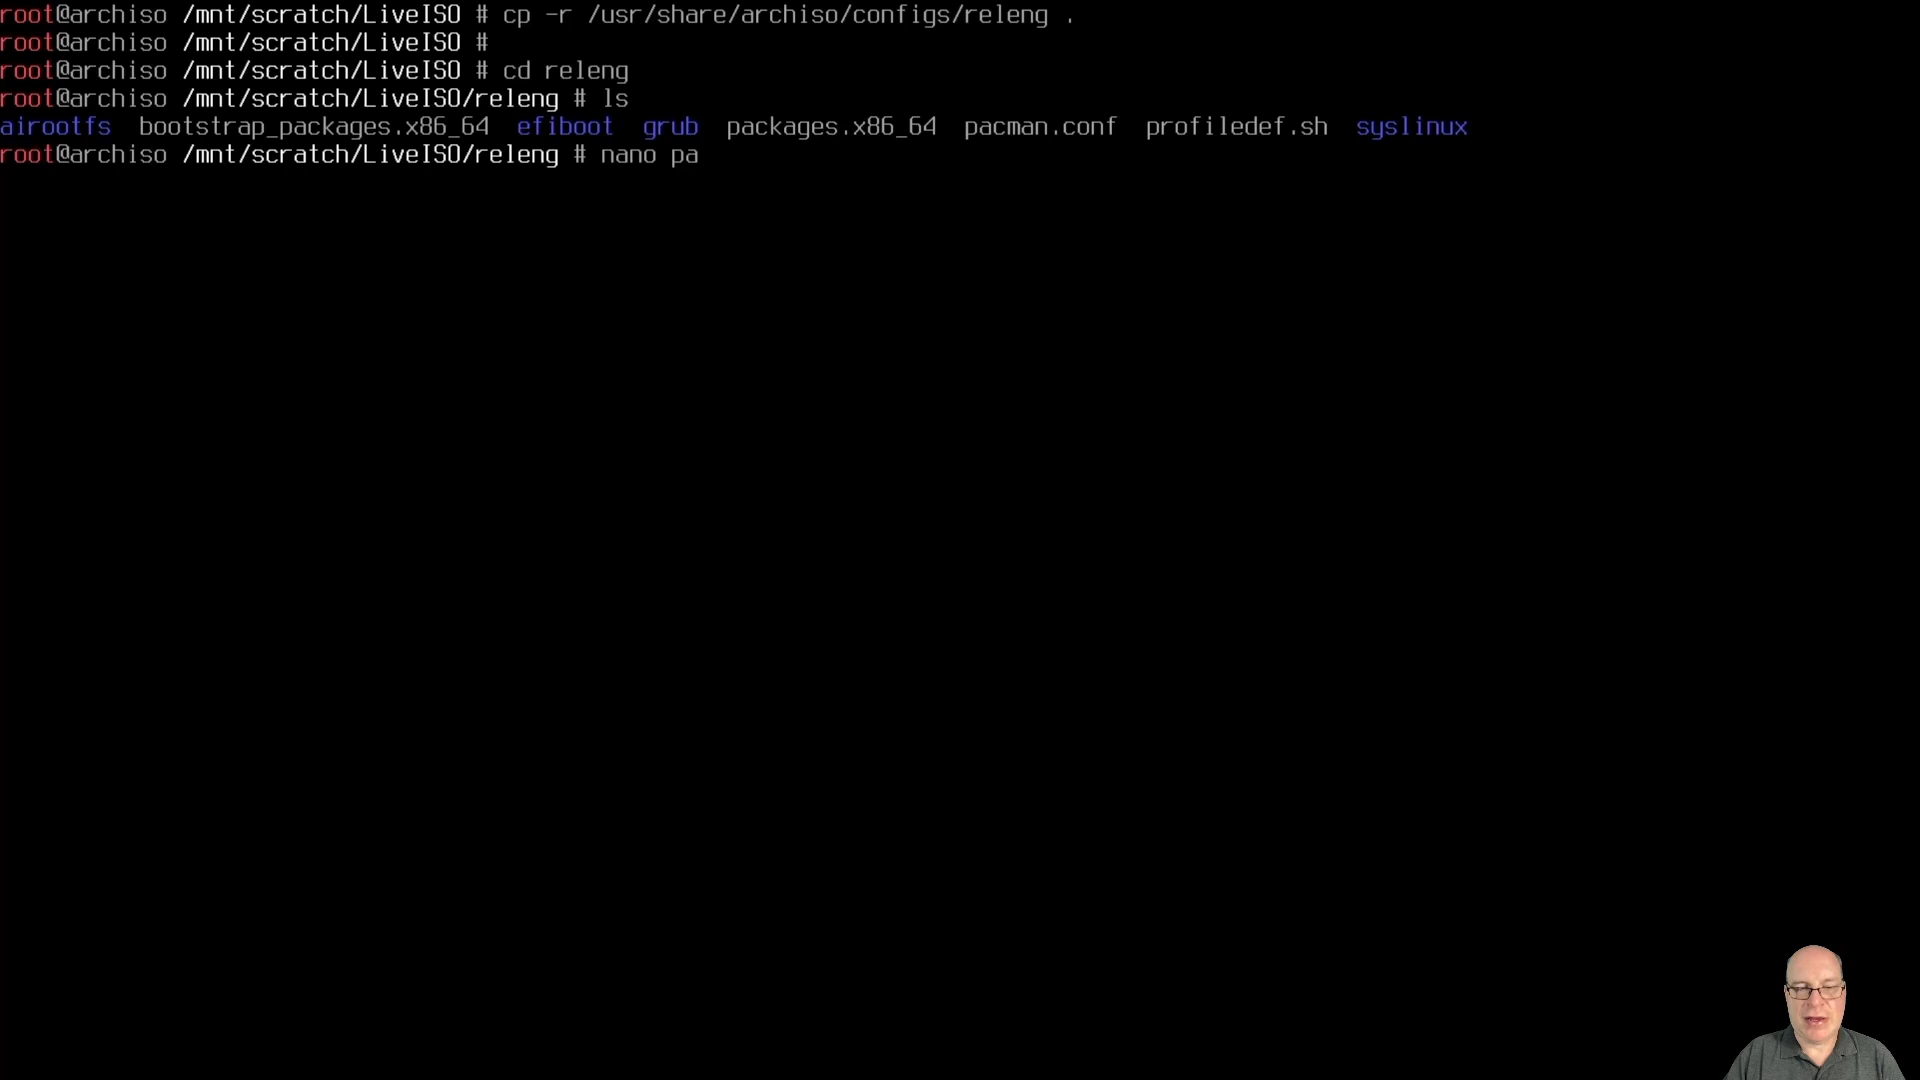 root@archiso /mnt/scratch/LiveISO # cp -r /usr/share/archiso/configs/releng .
root@archiso /mnt/scratch/LiveISO #
root@archiso /mnt/scratch/LiveISO # cd releng
root@archiso /mnt/scratch/LiveISO/releng # ls
airootfs  bootstrap_packages.x86_64  efiboot  grub  packages.x86_64  pacman.conf  profiledef.sh  syslinux
root@archiso /mnt/scratch/LiveISO/releng # nano pa